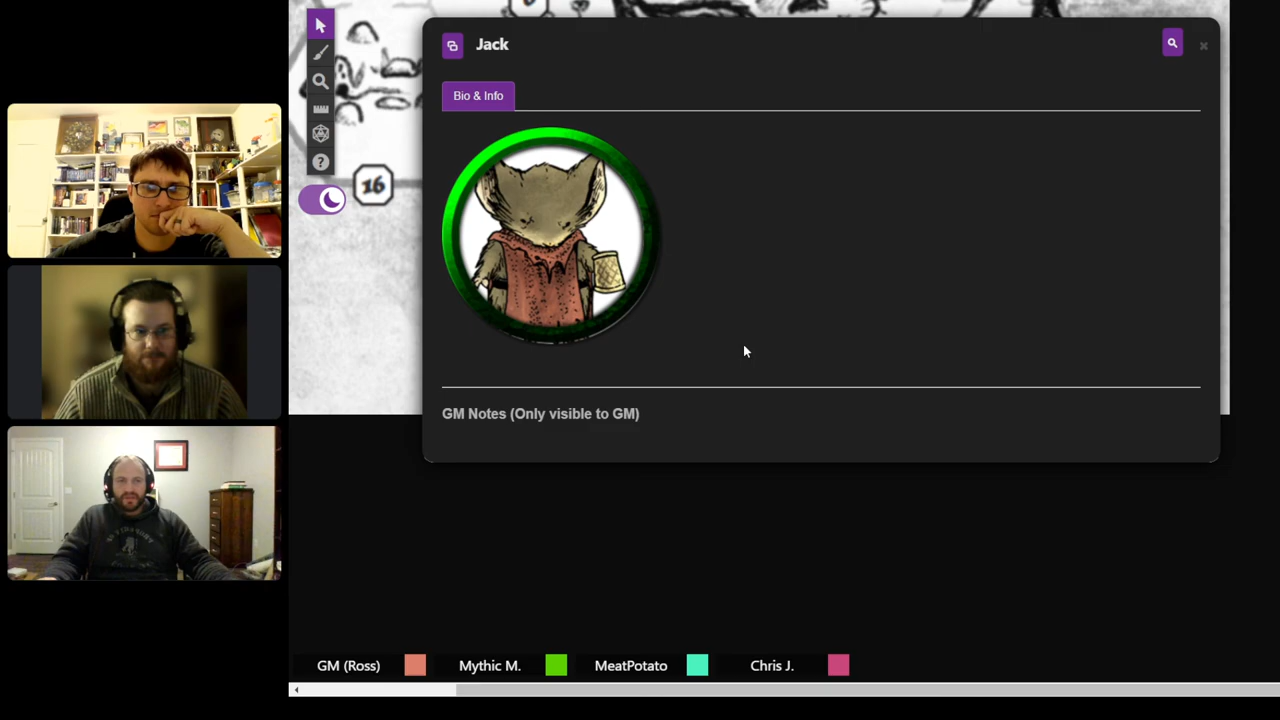 Jack
Bio & Info
16
GM Notes (Only visible to GM)
GM (Ross)
Mythic M.
MeatPotato
Chris J.